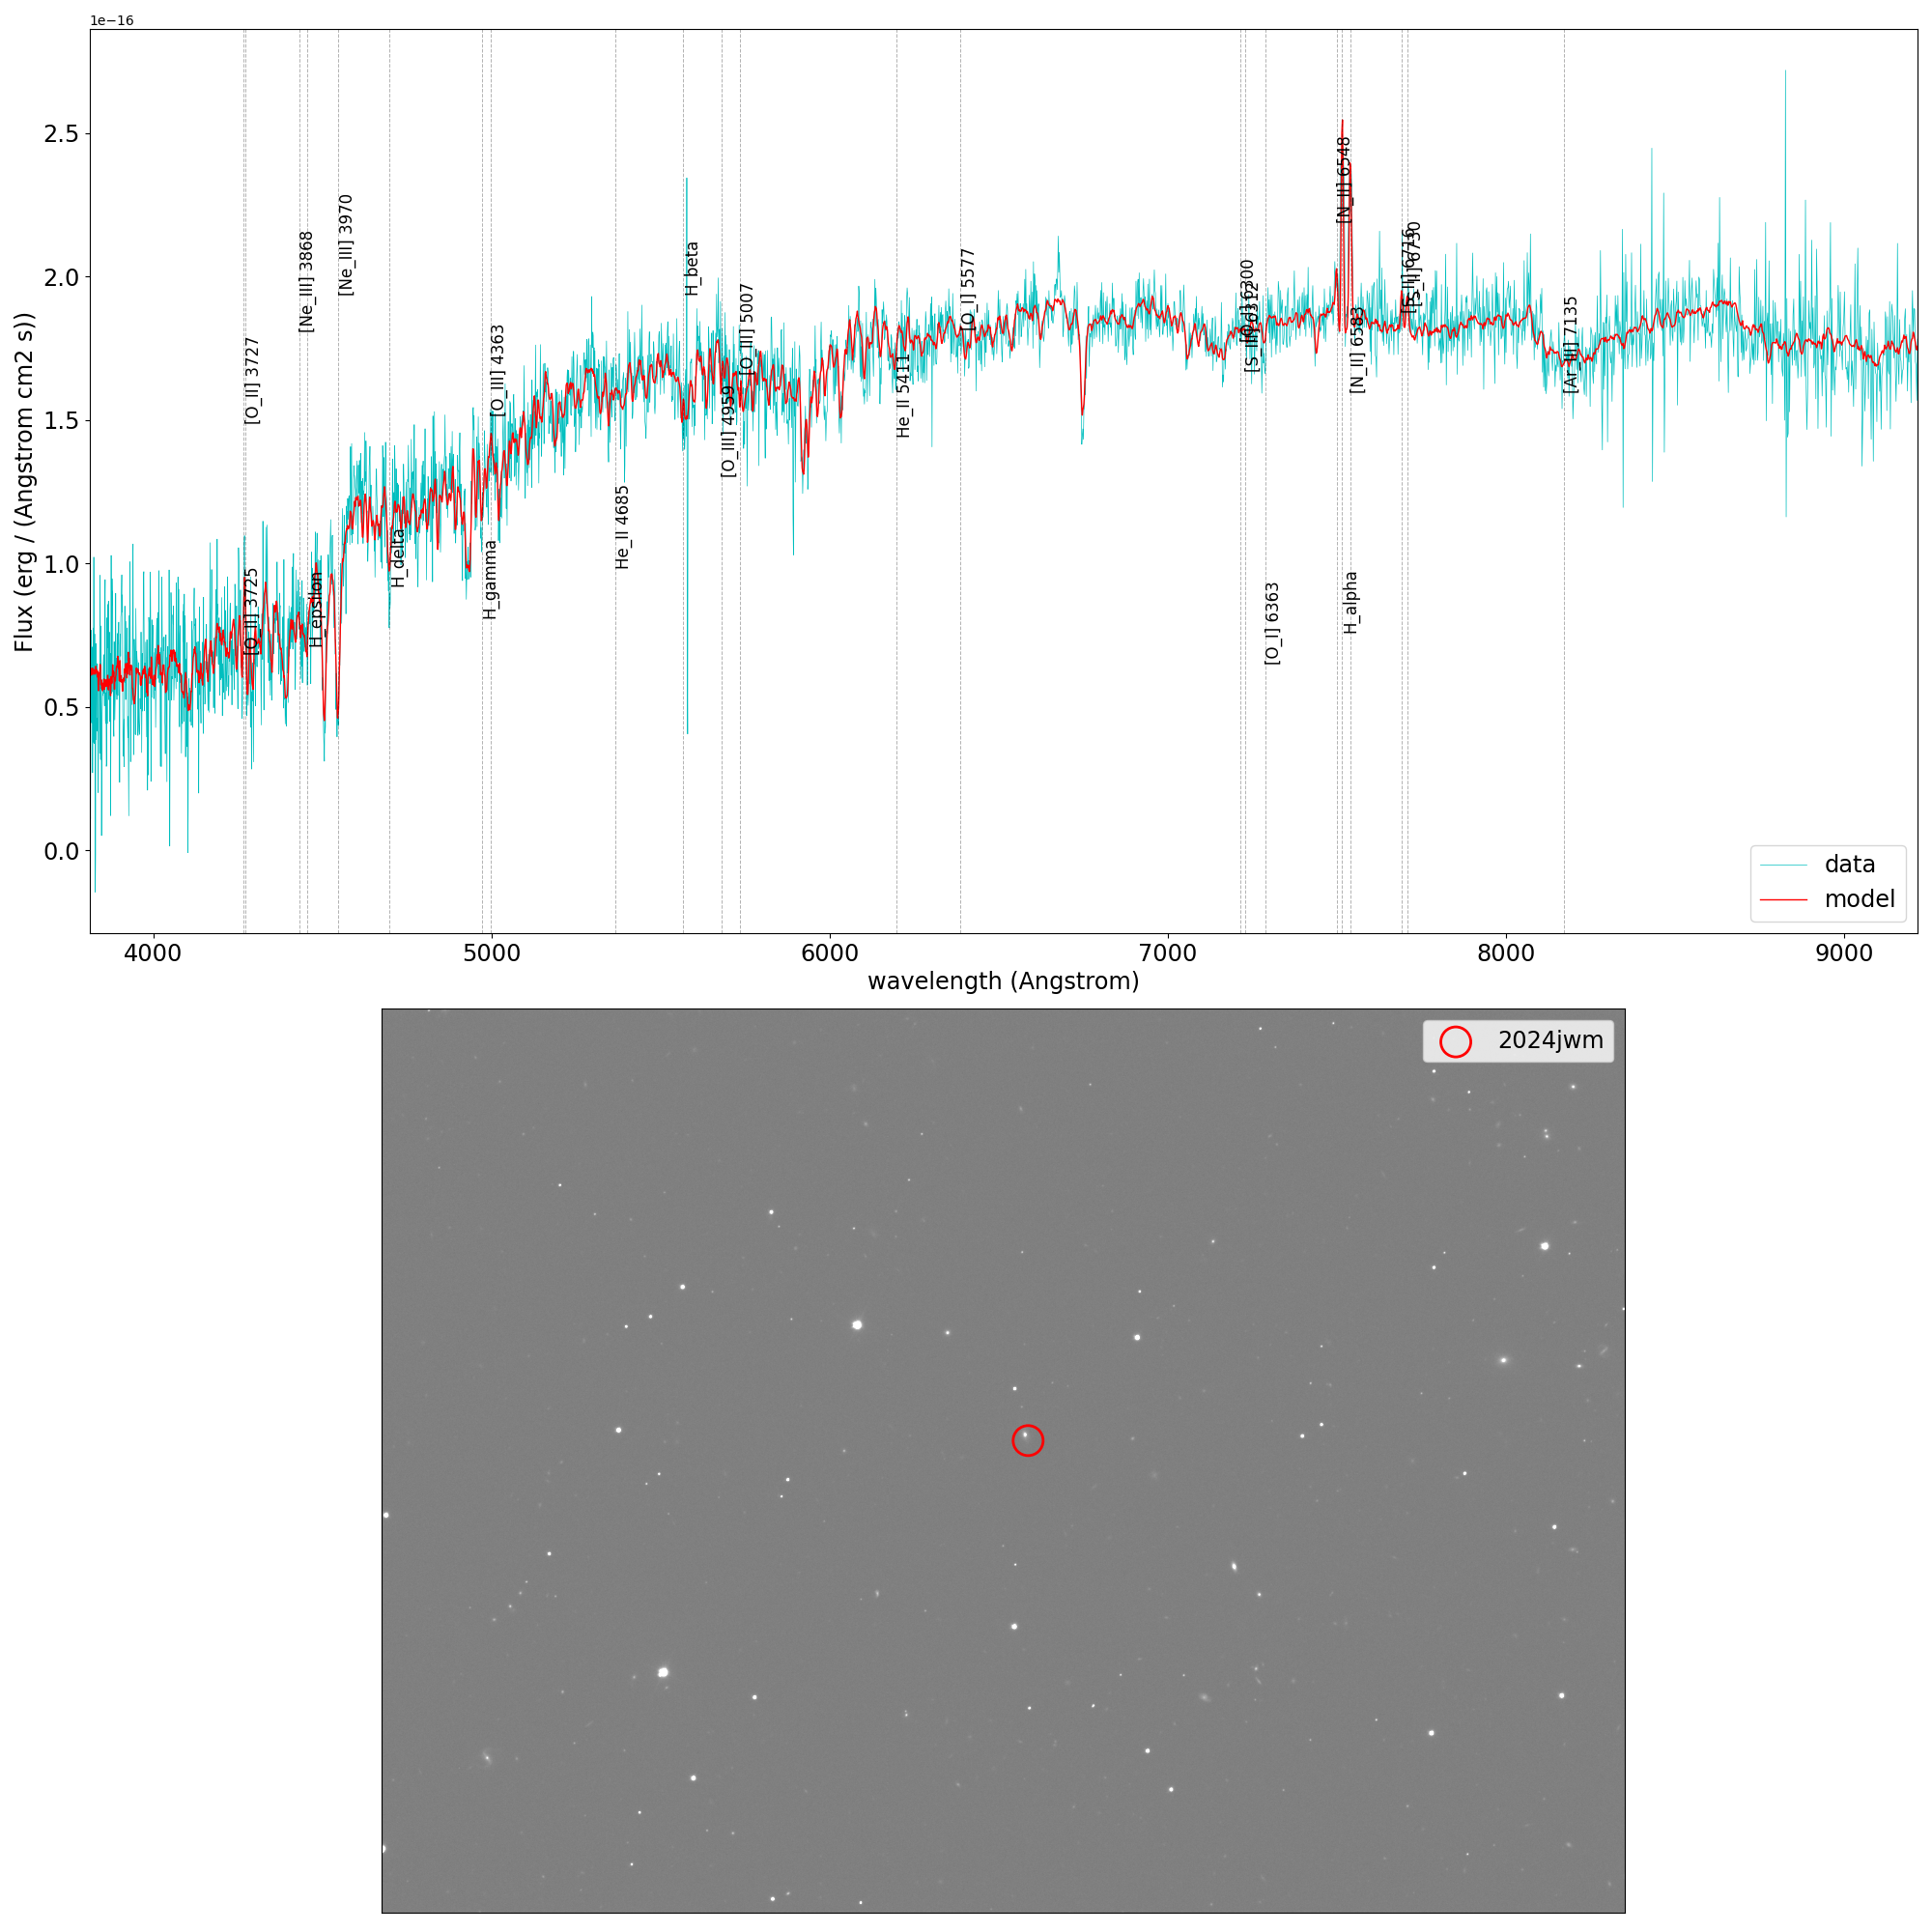 1e−16
2.5
2.0
1.5
1.0
0.5
0.0
Flux (erg / (Angstrom cm2 s))
[O_II] 3725
[O_II] 3727
[Ne_III] 3868
H_epsilon
[Ne_III] 3970
H_delta
H_gamma
[O_III] 4363
He_II 4685
H_beta
[O_III] 4959
[O_III] 5007
He_II 5411
[O_I] 5577
[O_I] 6300
[S_III] 6312
[O_I] 6363
[N_II] 6548
H_alpha
[N_II] 6583
[S_II] 6716
[S_II] 6730
[Ar_III] 7135
data
model
4000 5000 6000 7000 8000 9000
wavelength (Angstrom)
2024jwm